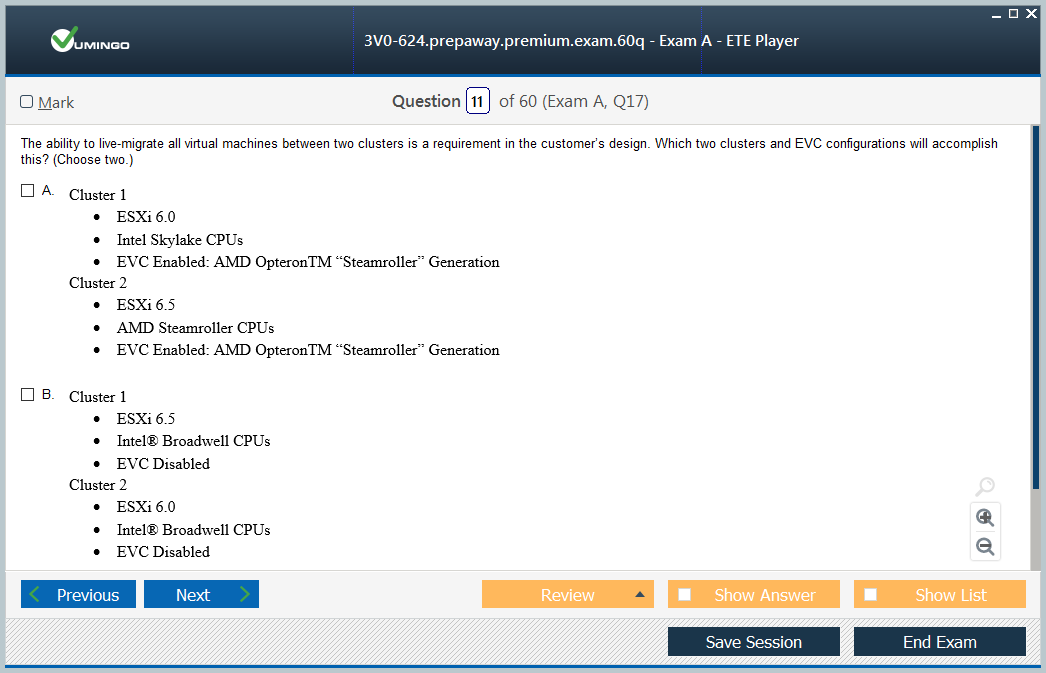 VUMINGO
3V0-624.prepaway.premium.exam.60q - Exam A - ETE Player
Mark
Question 11 of 60 (Exam A, Q17)
The ability to live-migrate all virtual machines between two clusters is a requirement in the customer's design. Which two clusters and EVC configurations will accomplish
this? (Choose two.)
A. Cluster 1
• ESXi 6.0
• Intel Skylake CPUs
• EVC Enabled: AMD OpteronTM “Steamroller” Generation
Cluster 2
• ESXi 6.5
• AMD Steamroller CPUs
• EVC Enabled: AMD OpteronTM “Steamroller” Generation
B. Cluster 1
• ESXi 6.5
• Intel® Broadwell CPUs
• EVC Disabled
Cluster 2
• ESXi 6.0
• Intel® Broadwell CPUs
• EVC Disabled
Previous Next Review Show Answer Show List
Save Session End Exam